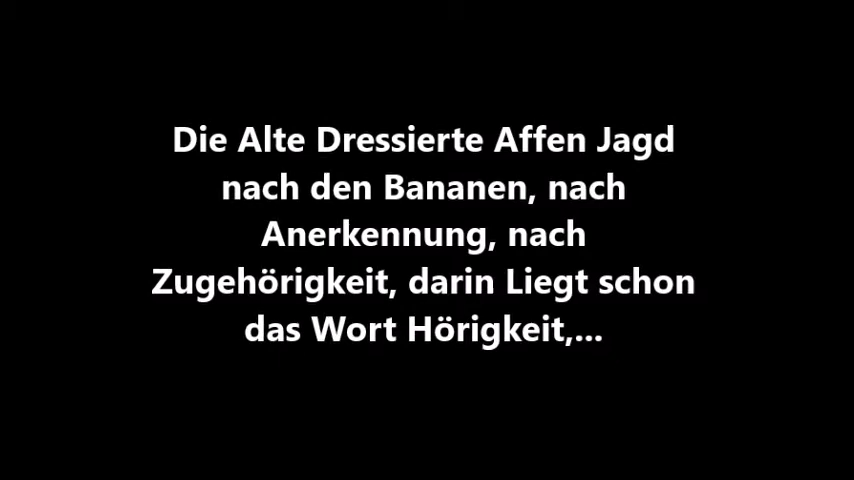 Die Alte Dressierte Affen Jagd
nach den Bananen, nach
Anerkennung, nach
Zugehörigkeit, darin Liegt schon
das Wort Hörigkeit,...